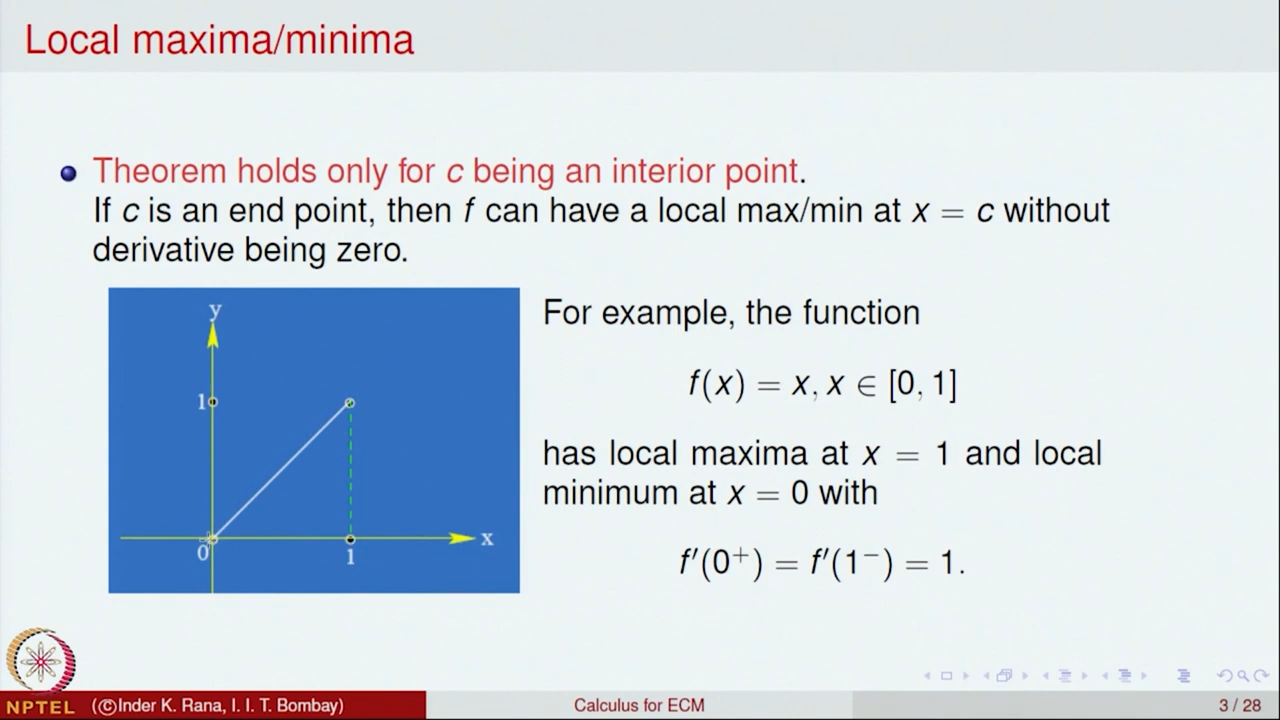 Local maxima/minima
Theorem holds only for c being an interior point.
If c is an end point, then f can have a local max/min at x = c without
derivative being zero.
y
1
0
1
x
For example, the function
f(x) = x, x ∈ [0, 1]
has local maxima at x = 1 and local
minimum at x = 0 with
f′(0⁺) = f′(1⁻) = 1.
NPTEL
(©Inder K. Rana, I. I. T. Bombay)
Calculus for ECM
3 / 28